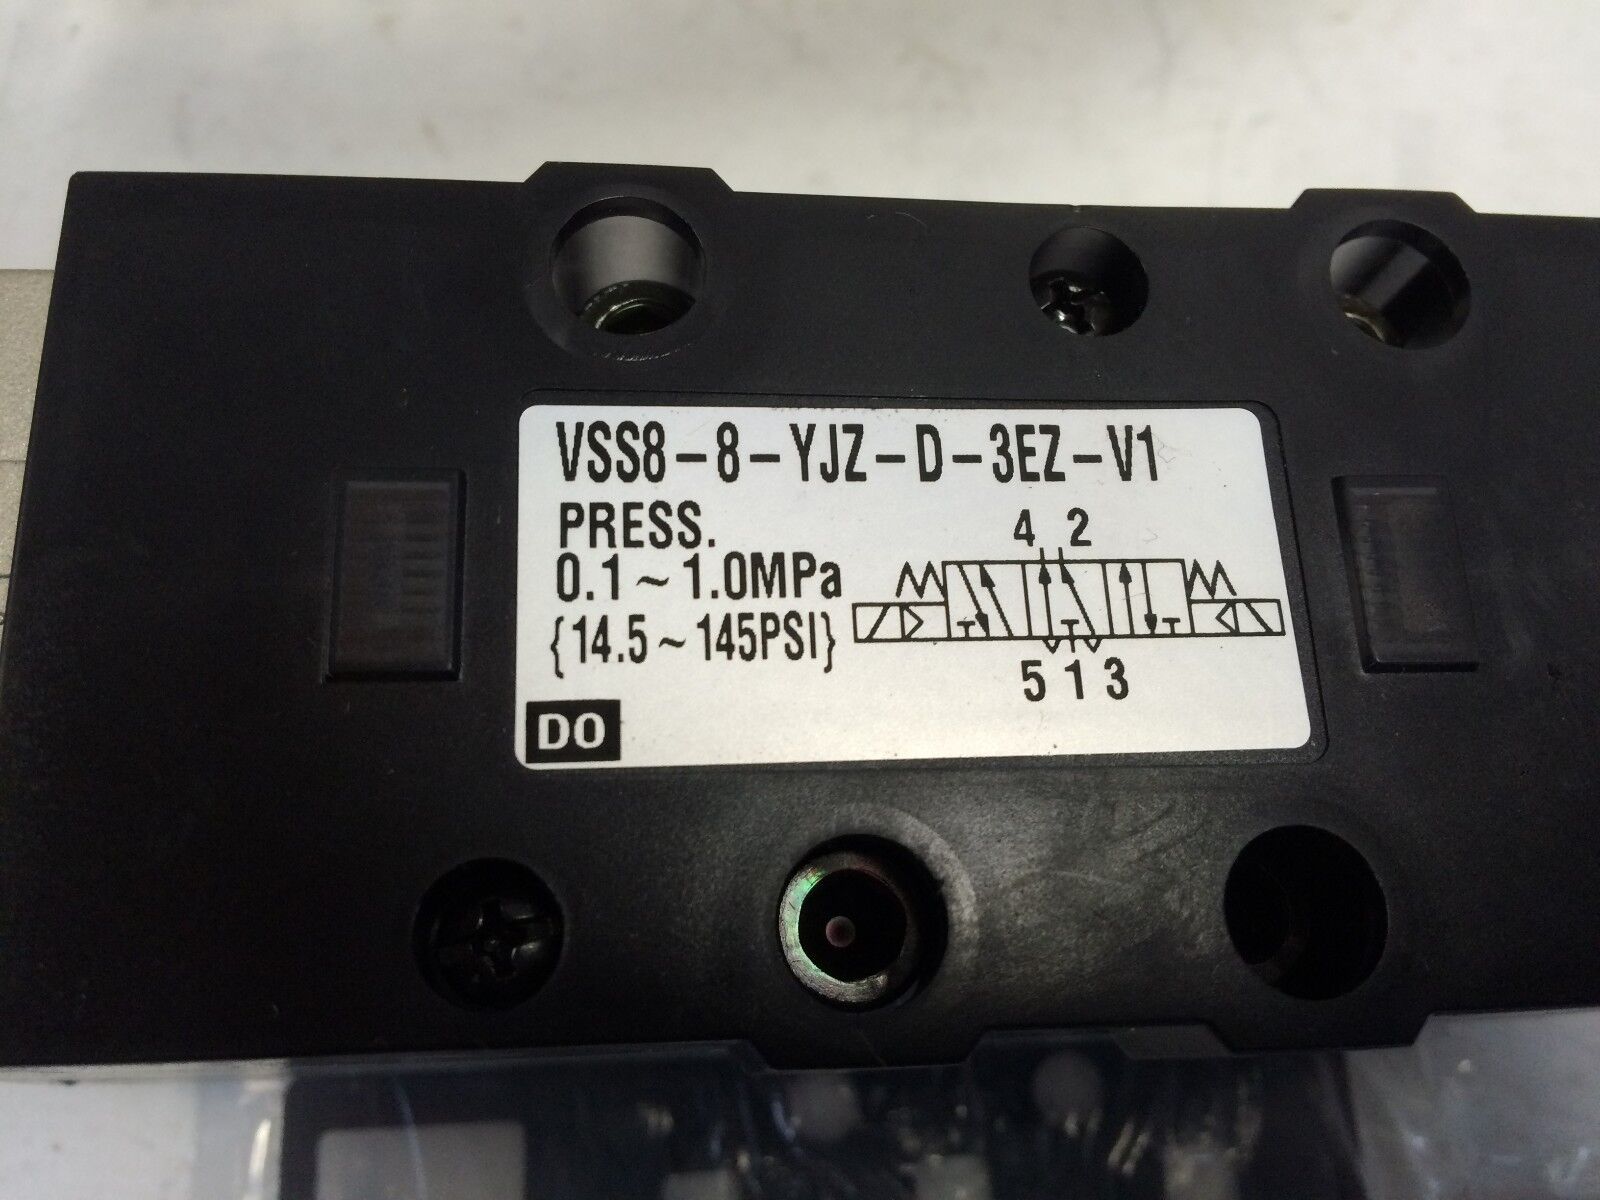 VSS8-8-YJZ-D-3EZ-V1
PRESS.
0.1~1.0MPa
{14.5~145PSI}
4 2
5 1 3
DO